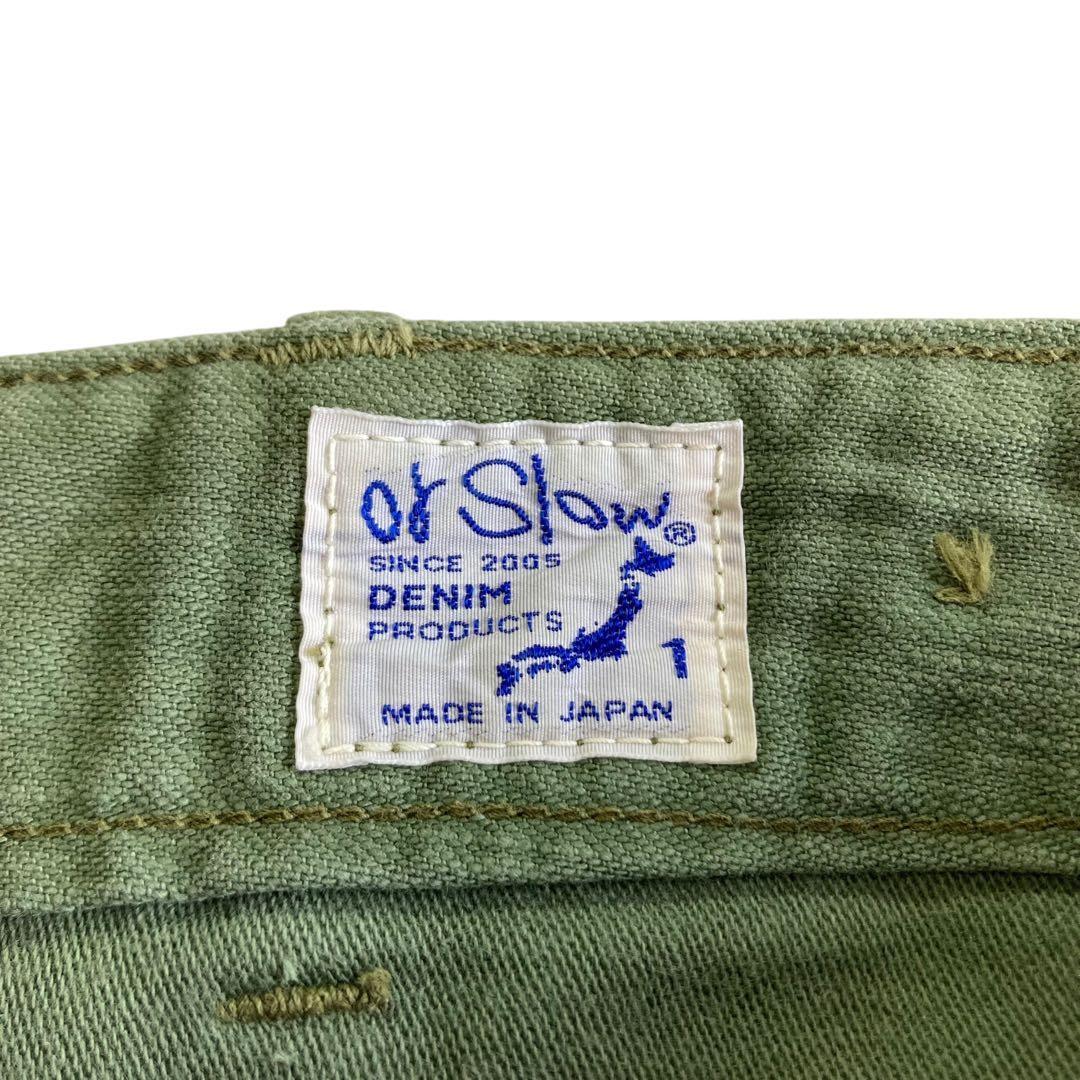 or Slow®
SINCE 2005
DENIM
PRODUCTS
1
MADE IN JAPAN